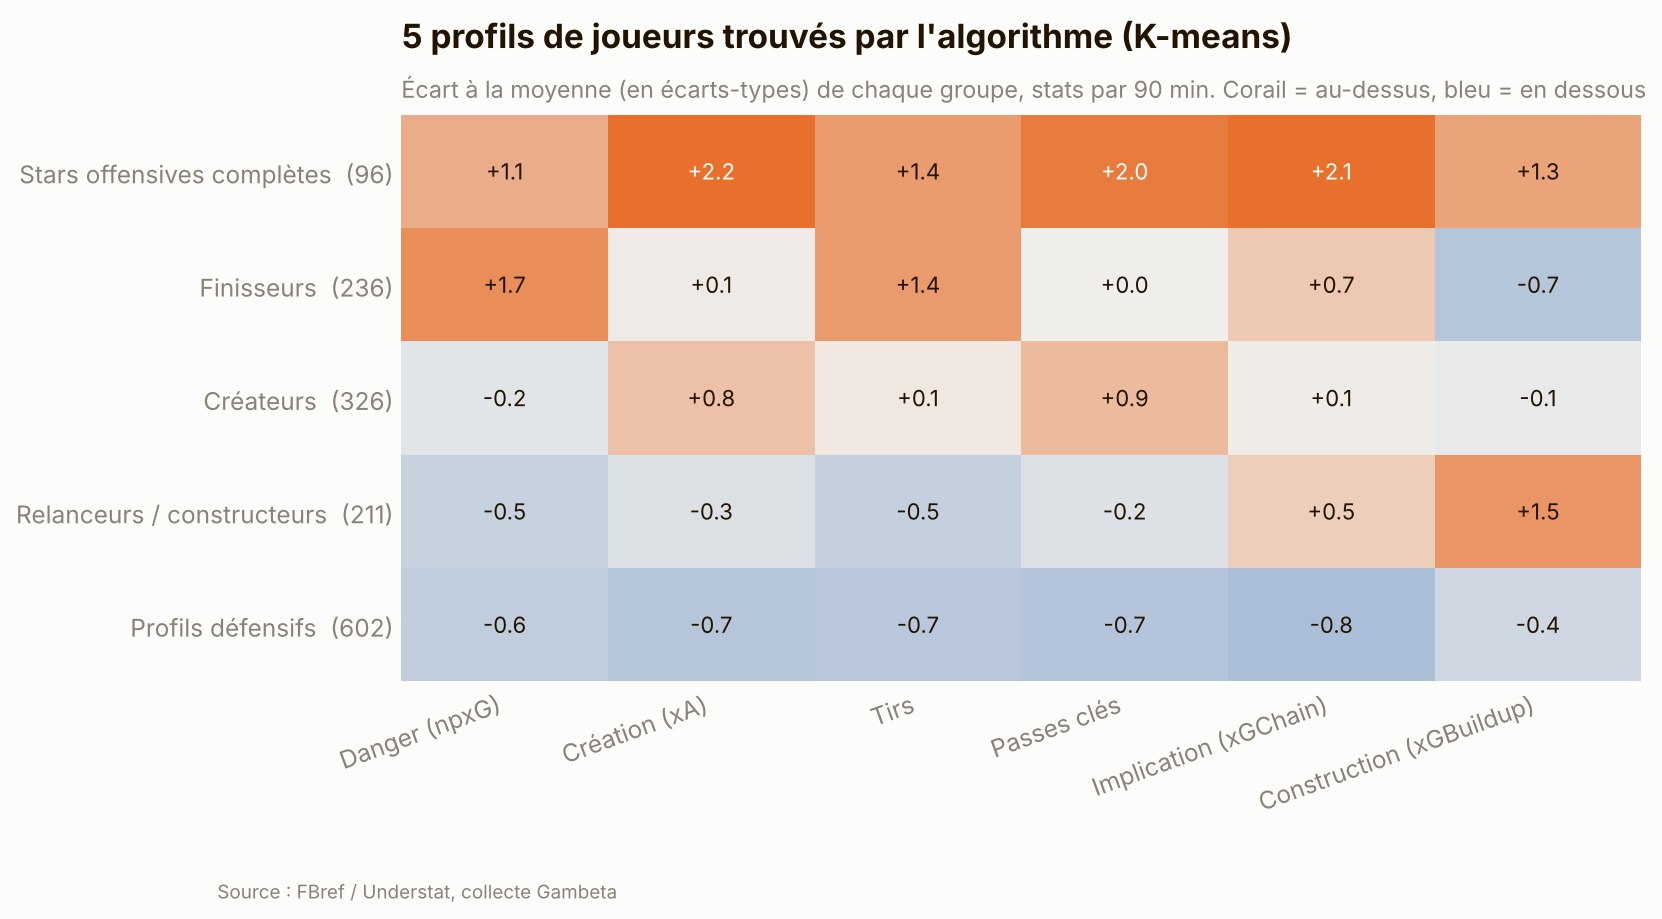 5 profils de joueurs trouvés par l'algorithme (K-means)
Écart à la moyenne (en écarts-types) de chaque groupe, stats par 90 min. Corail = au-dessus, bleu = en dessous
Stars offensives complètes (96) +1.1 +2.2 +1.4 +2.0 +2.1 +1.3
Finisseurs (236) +1.7 +0.1 +1.4 +0.0 +0.7 -0.7
Créateurs (326) -0.2 +0.8 +0.1 +0.9 +0.1 -0.1
Relanceurs / constructeurs (211) -0.5 -0.3 -0.5 -0.2 +0.5 +1.5
Profils défensifs (602) -0.6 -0.7 -0.7 -0.7 -0.8 -0.4
Danger (npxG)
Création (xA)
Tirs
Passes clés
Implication (xGChain)
Construction (xGBuildup)
Source : FBref / Understat, collecte Gambeta